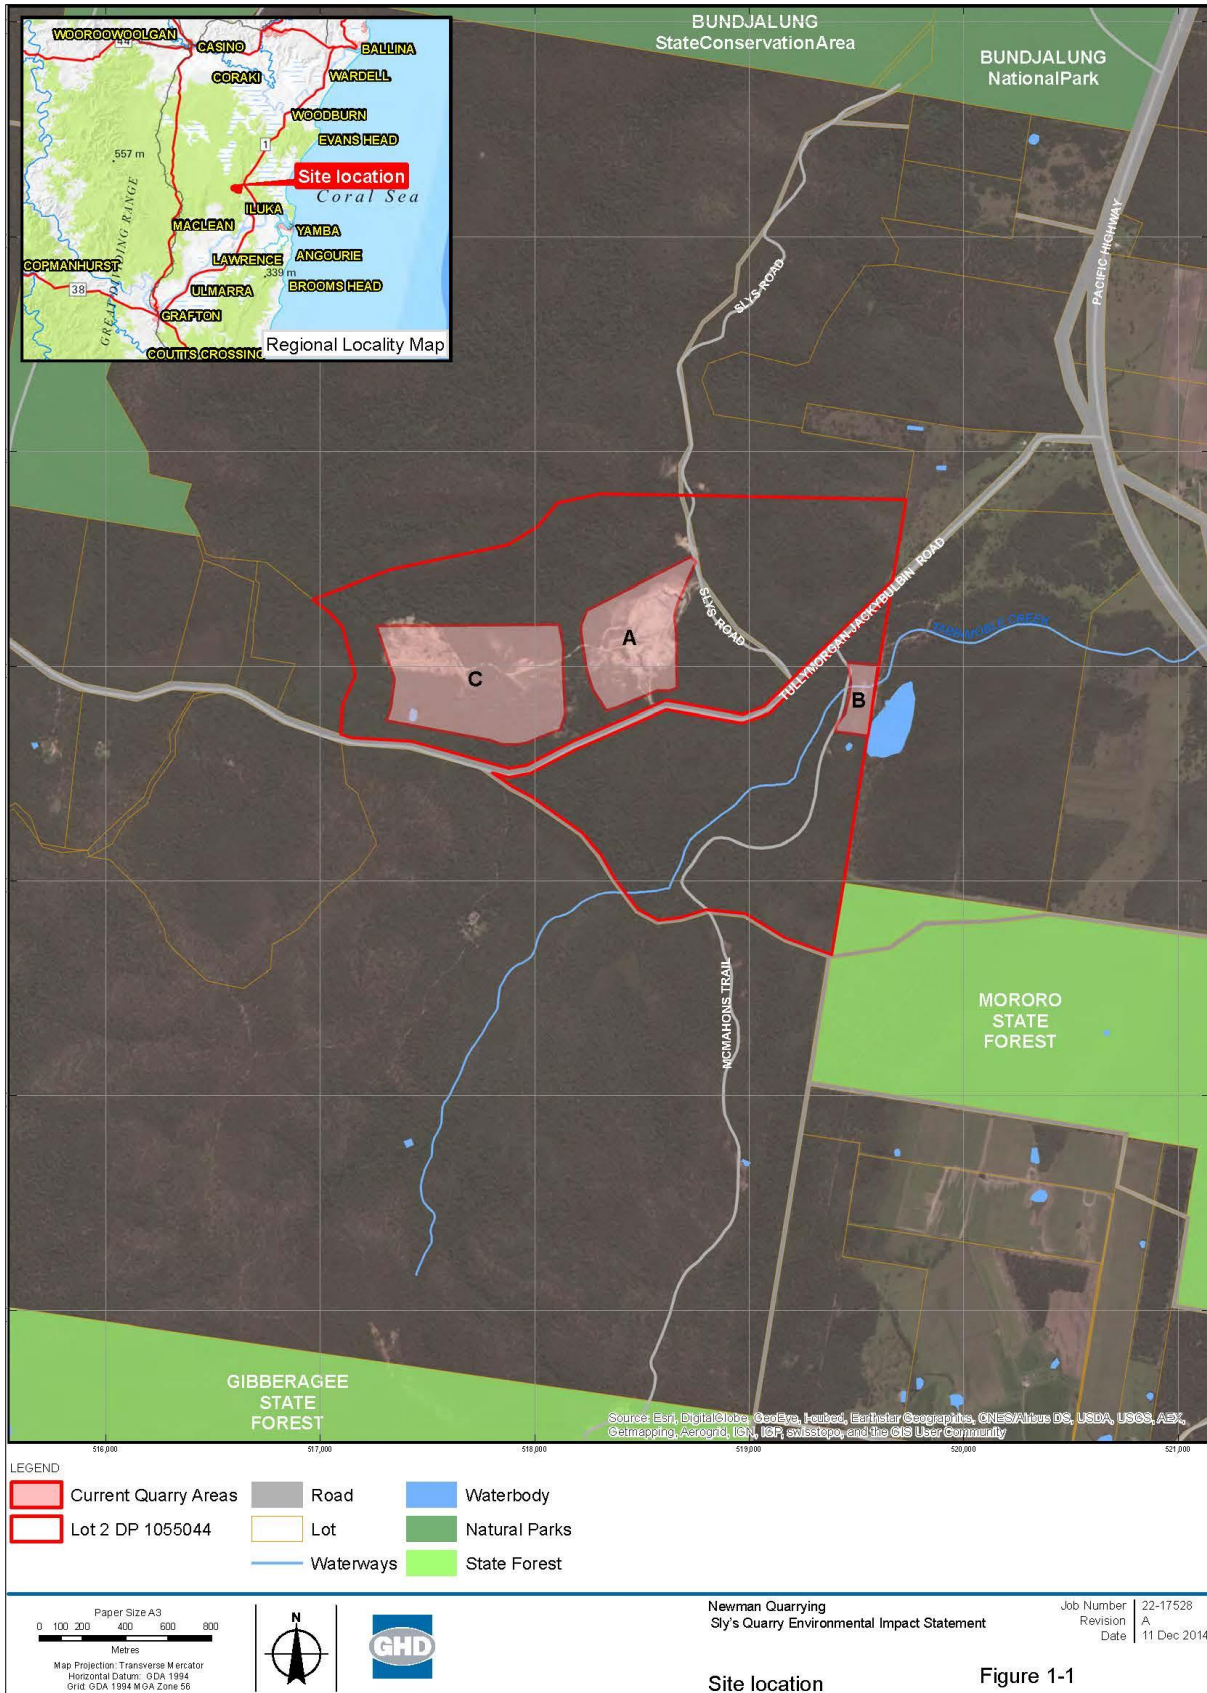 BUNDJALUNG
StateConservationArea
BUNDJALUNG
NationalPark
WOOROOWOOLGAN
44
CASINO
BALLINA
CORAKI
WARDELL
WOODBURN
EVANS HEAD
1
557 m
Site location
Coral Sea
GREAT DIVIDING RANGE
ILUKA
MACLEAN
YAMBA
COPMANHURST
LAWRENCE
ANGOURIE
339 m
38
ULMARRA
BROOMS HEAD
GRAFTON
COUTTS CROSSING
Regional Locality Map
SLYS ROAD
PACIFIC HIGHWAY
SLYS ROAD
TULLYMORGAN-JACKYBULBIN ROAD
A
B
C
MCMAHONS TRAIL
MORORO
STATE
FOREST
GIBBERAGEE
STATE
FOREST
Source: Esri, DigitalGlobe, GeoEye, i-cubed, Earthstar Geographics, CNES/Airbus DS, USDA, USGS, AEX,
Getmapping, Aerogrid, IGN, IGP, swisstopo, and the GIS User Community
516,000
517,000
518,000
519,000
520,000
521,000
LEGEND
Current Quarry Areas
Road
Waterbody
Lot 2 DP 1055044
Lot
Natural Parks
Waterways
State Forest
Paper Size A3
0 100 200 400 600 800
Metres
Map Projection: Transverse Mercator
Horizontal Datum: GDA 1994
Grid: GDA 1994 MGA Zone 56
N
GHD
Newman Quarrying
Sly's Quarry Environmental Impact Statement
Job Number 22-17528
Revision A
Date 11 Dec 2014
Site location
Figure 1-1